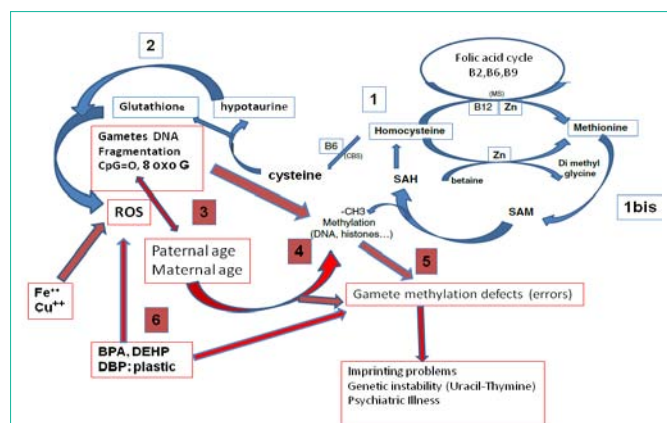 2
Folic acid cycle
B2,B6,B9
(MS)
B12 Zn
Glutathione
hypotaurine
1
Homocysteine
Methionine
Gametes DNA
Fragmentation
CpG=O, 8 oxo G
B6
(CBS)
Zn
cysteine
betaine
Di methyl
glycine
SAH
1bis
ROS
3
-CH3
Methylation
(DNA, histones...)
SAM
Paternal age
Maternal age
4
5
Fe++
Cu++
Gamete methylation defects (errors)
6
BPA, DEHP
DBP; plastic
Imprinting problems
Genetic instability (Uracil-Thymine)
Psychiatric Illness